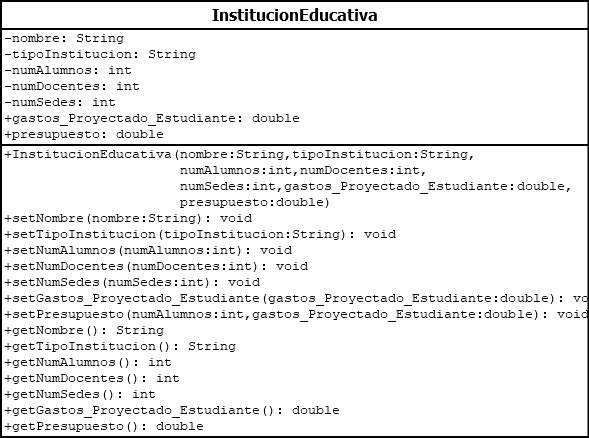 InstitucionEducativa
-nombre: String
-tipoInstitucion: String
-numAlumnos: int
-numDocentes: int
-numSedes: int
+gastos_Proyectado_Estudiante: double
+presupuesto: double
+InstitucionEducativa(nombre:String,tipoInstitucion:String,
numAlumnos:int,numDocentes:int,
numSedes:int,gastos_Proyectado_Estudiante:double,
presupuesto:double)
+setNombre(nombre:String): void
+setTipoInstitucion(tipoInstitucion:String): void
+setNumAlumnos(numAlumnos:int): void
+setNumDocentes(numDocentes:int): void
+setNumSedes(numSedes:int): void
+setGastos_Proyectado_Estudiante(gastos_Proyectado_Estudiante:double): vo
+setPresupuesto(numAlumnos:int,gastos_Proyectado_Estudiante:double): void
+getNombre(): String
+getTipoInstitucion(): String
+getNumAlumnos(): int
+getNumDocentes(): int
+getNumSedes(): int
+getGastos_Proyectado_Estudiante(): double
+getPresupuesto(): double